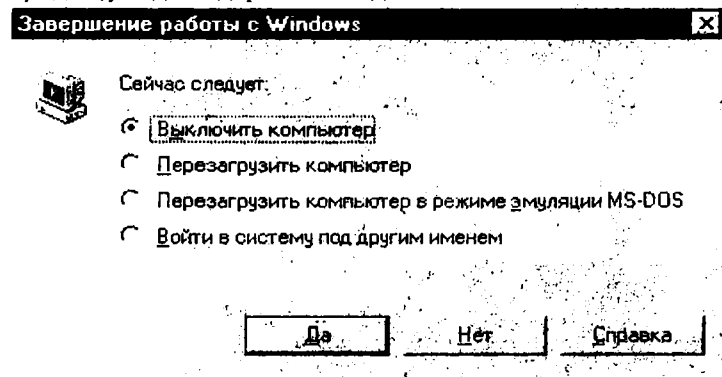 Завершение работы с Windows
Сейчас следует:
Выключить компьютер
Перезагрузить компьютер
Перезагрузить компьютер в режиме эмуляции MS-DOS
Войти в систему под другим именем
Да Нет Справка